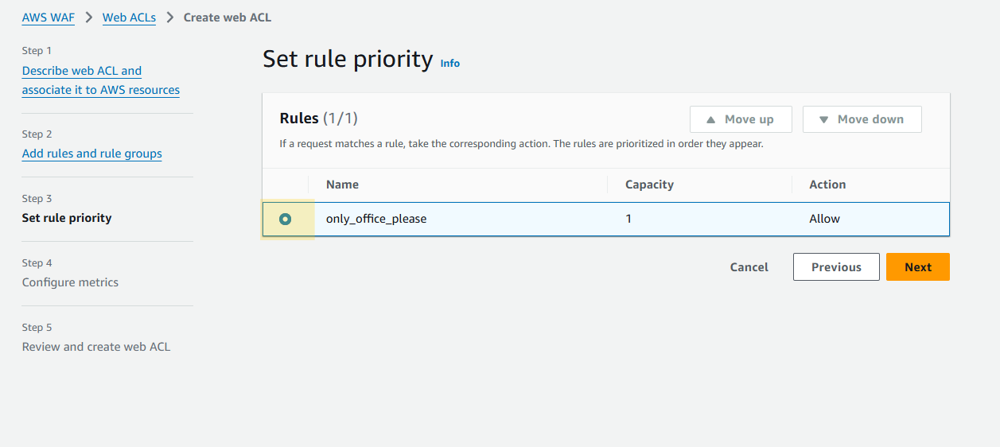 AWS WAF > Web ACLs > Create web ACL
Step 1
Describe web ACL and
associate it to AWS resources
Step 2
Add rules and rule groups
Step 3
Set rule priority
Step 4
Configure metrics
Step 5
Review and create web ACL
Set rule priority Info
Rules (1/1)
▲ Move up ▼ Move down
If a request matches a rule, take the corresponding action. The rules are prioritized in order they appear.
Name Capacity Action
only_office_please 1 Allow
Cancel Previous Next